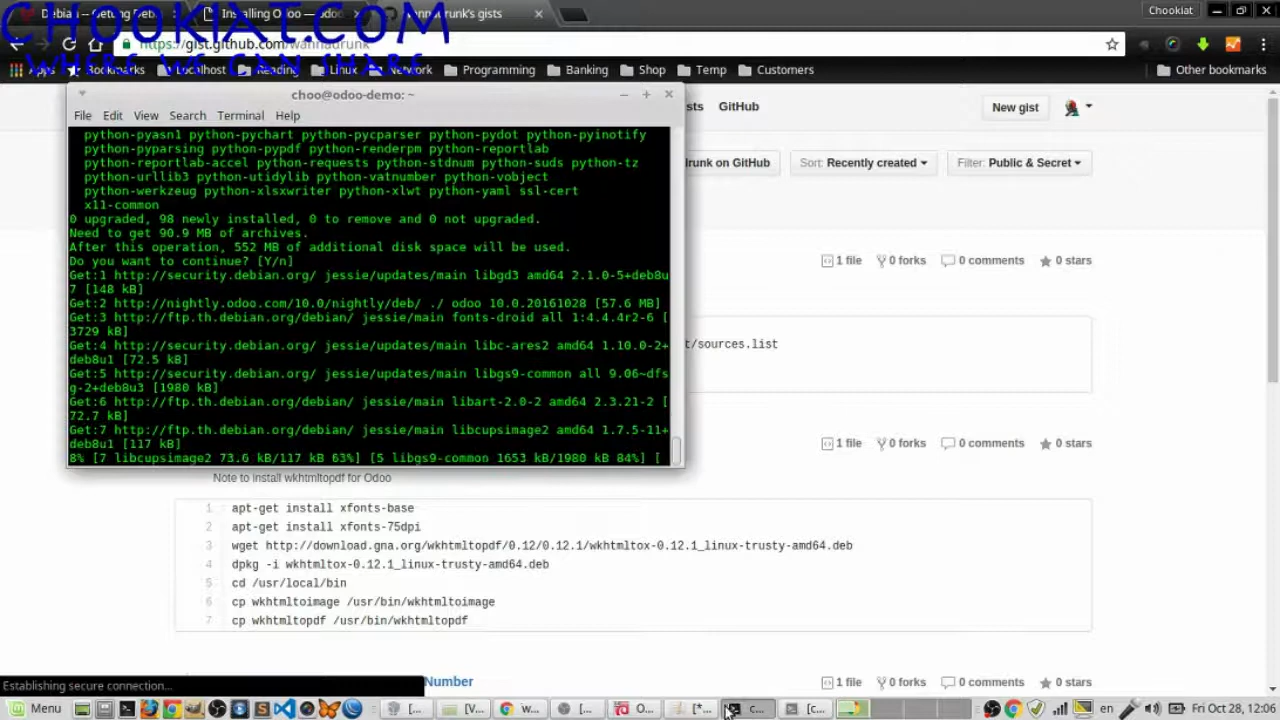 Debian -- Getting Debi
Installing Odoo — odoo
wannadrunk's gists
Chookiat
CHOOKIAT.COM
https://gist.github.com/wannadrunk
WHERE WE CAN SHARE
Apps
Bookmarks
Localhost
Reading
Linux
Network
Programming
Banking
Shop
Temp
Customers
Other bookmarks
choo@odoo-demo: ~
File Edit View Search Terminal Help
sts GitHub
New gist
drunk on GitHub
Sort: Recently created
Filter: Public & Secret
python-pyasn1 python-pychart python-pycparser python-pydot python-pyinotify
python-pyparsing python-pypdf python-renderpm python-reportlab
python-reportlab-accel python-requests python-stdnum python-suds python-tz
python-urllib3 python-utidylib python-vatnumber python-vobject
python-werkzeug python-xlsxwriter python-xlwt python-yaml ssl-cert
x11-common
0 upgraded, 98 newly installed, 0 to remove and 0 not upgraded.
Need to get 90.9 MB of archives.
After this operation, 552 MB of additional disk space will be used.
Do you want to continue? [Y/n]
Get:1 http://security.debian.org/ jessie/updates/main libgd3 amd64 2.1.0-5+deb8u
7 [148 kB]
Get:2 http://nightly.odoo.com/10.0/nightly/deb/ ./ odoo 10.0.20161028 [57.6 MB]
Get:3 http://ftp.th.debian.org/debian/ jessie/main fonts-droid all 1:4.4.4r2-6 [
3729 kB]
Get:4 http://security.debian.org/ jessie/updates/main libc-ares2 amd64 1.10.0-2+
deb8u1 [72.5 kB]
Get:5 http://security.debian.org/ jessie/updates/main libgs9-common all 9.06~dfs
g-2+deb8u3 [1980 kB]
Get:6 http://ftp.th.debian.org/debian/ jessie/main libart-2.0-2 amd64 2.3.21-2 [
72.7 kB]
Get:7 http://ftp.th.debian.org/debian/ jessie/main libcupsimage2 amd64 1.7.5-11+
deb8u1 [117 kB]
8% [7 libcupsimage2 73.6 kB/117 kB 63%] [5 libgs9-common 1653 kB/1980 kB 84%] [
1 file 0 forks 0 comments 0 stars
t/sources.list
1 file 0 forks 0 comments 0 stars
Note to install wkhtmltopdf for Odoo
1 apt-get install xfonts-base
2 apt-get install xfonts-75dpi
3 wget http://download.gna.org/wkhtmltopdf/0.12/0.12.1/wkhtmltox-0.12.1_linux-trusty-amd64.deb
4 dpkg -i wkhtmltox-0.12.1_linux-trusty-amd64.deb
5 cd /usr/local/bin
6 cp wkhtmltoimage /usr/bin/wkhtmltoimage
7 cp wkhtmltopdf /usr/bin/wkhtmltopdf
Number
1 file 0 forks 0 comments 0 stars
Establishing secure connection...
Menu
[...
[V...
w...
[...
O...
[*...
c...
[C...
en
Fri Oct 28, 12:06